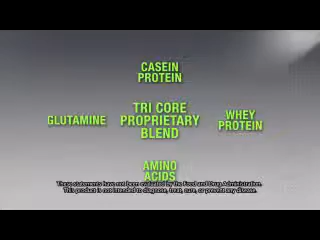 CASEIN
PROTEIN
GLUTAMINE
TRI CORE
PROPRIETARY
BLEND
WHEY
PROTEIN
AMINO
ACIDS
These statements have not been evaluated by the Food and Drug Administration.
This product is not intended to diagnose, treat, cure, or prevent any disease.